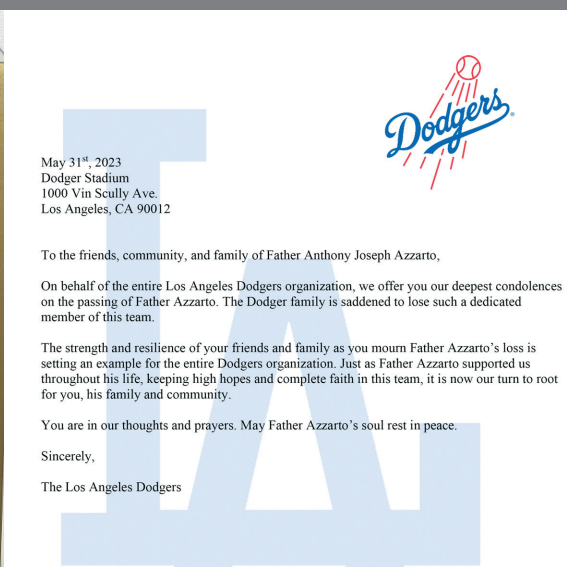 Dodgers
May 31st, 2023
Dodger Stadium
1000 Vin Scully Ave.
Los Angeles, CA 90012
To the friends, community, and family of Father Anthony Joseph Azzarto,
On behalf of the entire Los Angeles Dodgers organization, we offer you our deepest condolences
on the passing of Father Azzarto. The Dodger family is saddened to lose such a dedicated
member of this team.
The strength and resilience of your friends and family as you mourn Father Azzarto’s loss is
setting an example for the entire Dodgers organization. Just as Father Azzarto supported us
throughout his life, keeping high hopes and complete faith in this team, it is now our turn to root
for you, his family and community.
You are in our thoughts and prayers. May Father Azzarto’s soul rest in peace.
Sincerely,
The Los Angeles Dodgers
LA